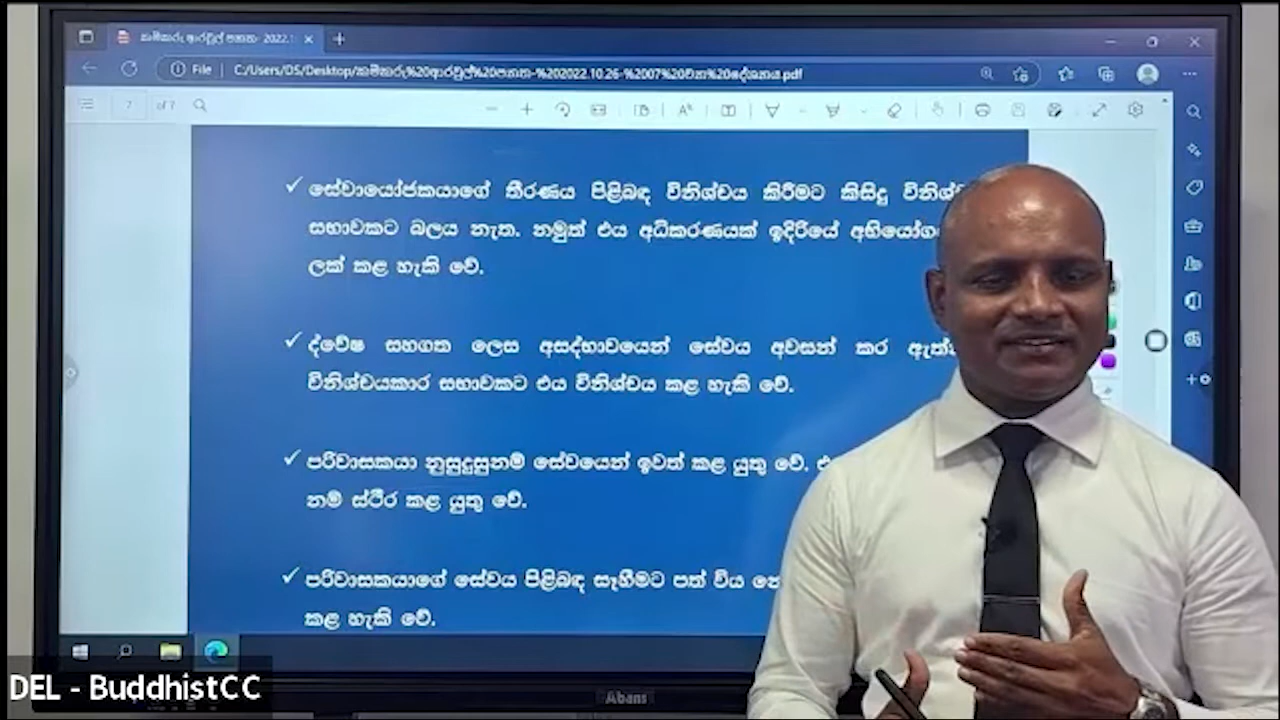 කම්කරු ආරවුල් පනත- 2022.1
File C:/Users/DS/Desktop/කම්කරු%20ආරවුල්%20පනත-%202022.10.26-%2007%20වන%20දේශනය.pdf
7 of 7
සේවායෝජකයාගේ තීරණය පිළිබඳ විනිශ්චය කිරීමට කිසිදු
සභාවකට බලය නැත. නමුත් එය අධිකරණයක් ඉදිරියේ
ලක් කළ හැකි වේ.
ද්වේෂ සහගත ලෙස අසද්භාවයෙන් සේවය අවසන් කර
විනිශ්චයකාර සභාවකට එය විනිශ්චය කළ හැකි වේ.
පරිවාසකයා නුසුදුසුනම් සේවයෙන් ඉවත් කළ යුතු වේ.
නම් ස්ථිර කළ යුතු වේ.
පරිවාසකයාගේ සේවය පිළිබඳ සෑහීමට පත් විය
කළ හැකි වේ.
DEL - BuddhistCC
Abans